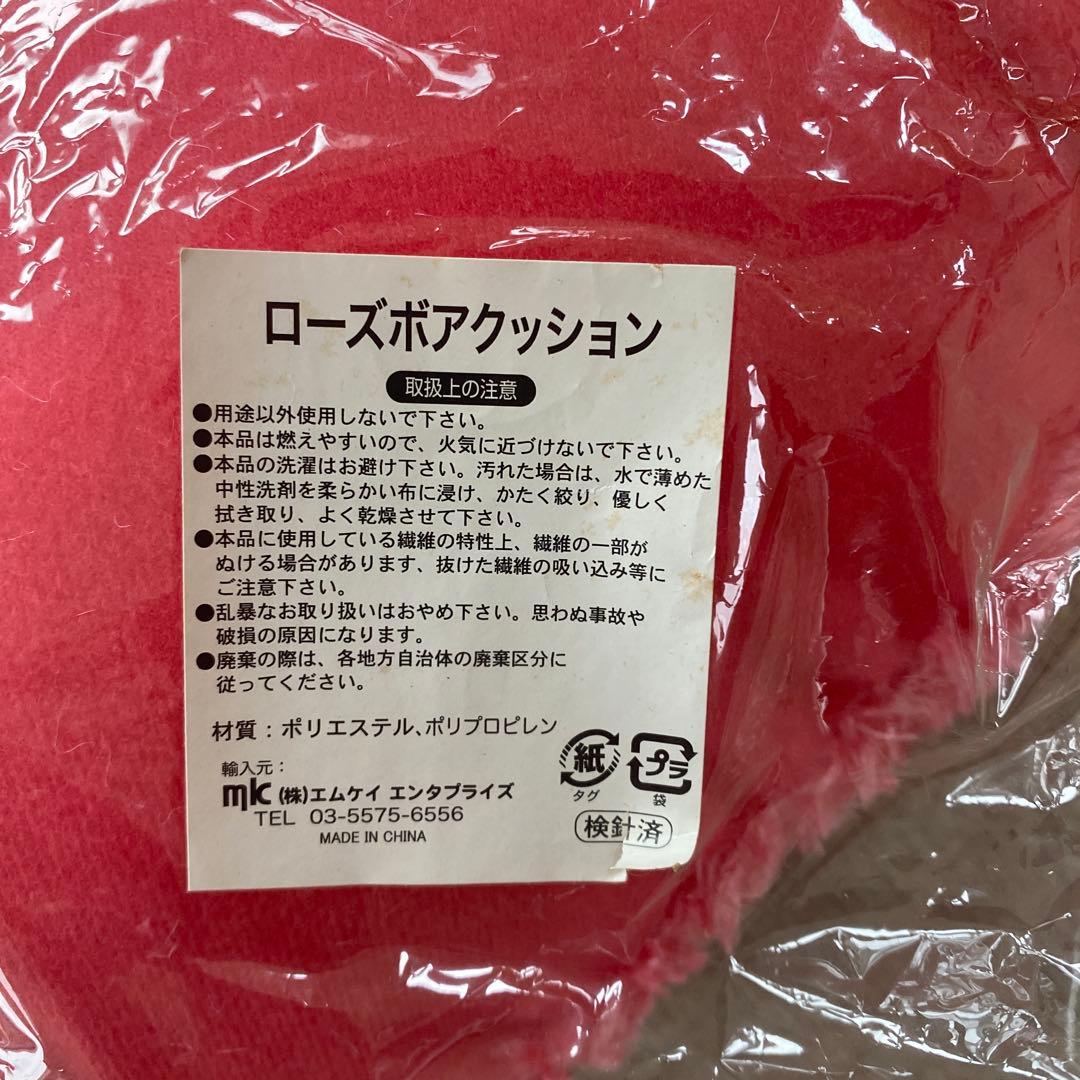 ローズボアクッション
取扱上の注意
●用途以外使用しないで下さい。
●本品は燃えやすいので、火気に近づけないで下さい。
●本品の洗濯はお避け下さい。汚れた場合は、水で薄めた
中性洗剤を柔らかい布に浸け、かたく絞り、優しく
拭き取り、よく乾燥させて下さい。
●本品に使用している繊維の特性上、繊維の一部が
ぬける場合があります、抜けた繊維の吸い込み等に
ご注意下さい。
●乱暴なお取り扱いはおやめ下さい。思わぬ事故や
破損の原因になります。
●廃棄の際は、各地方自治体の廃棄区分に
従ってください。
材質：ポリエステル、ポリプロピレン
輸入元：
mk (株)エムケイ エンタプライズ
TEL 03-5575-6556
MADE IN CHINA
紙
タグ
プラ
袋
検針済